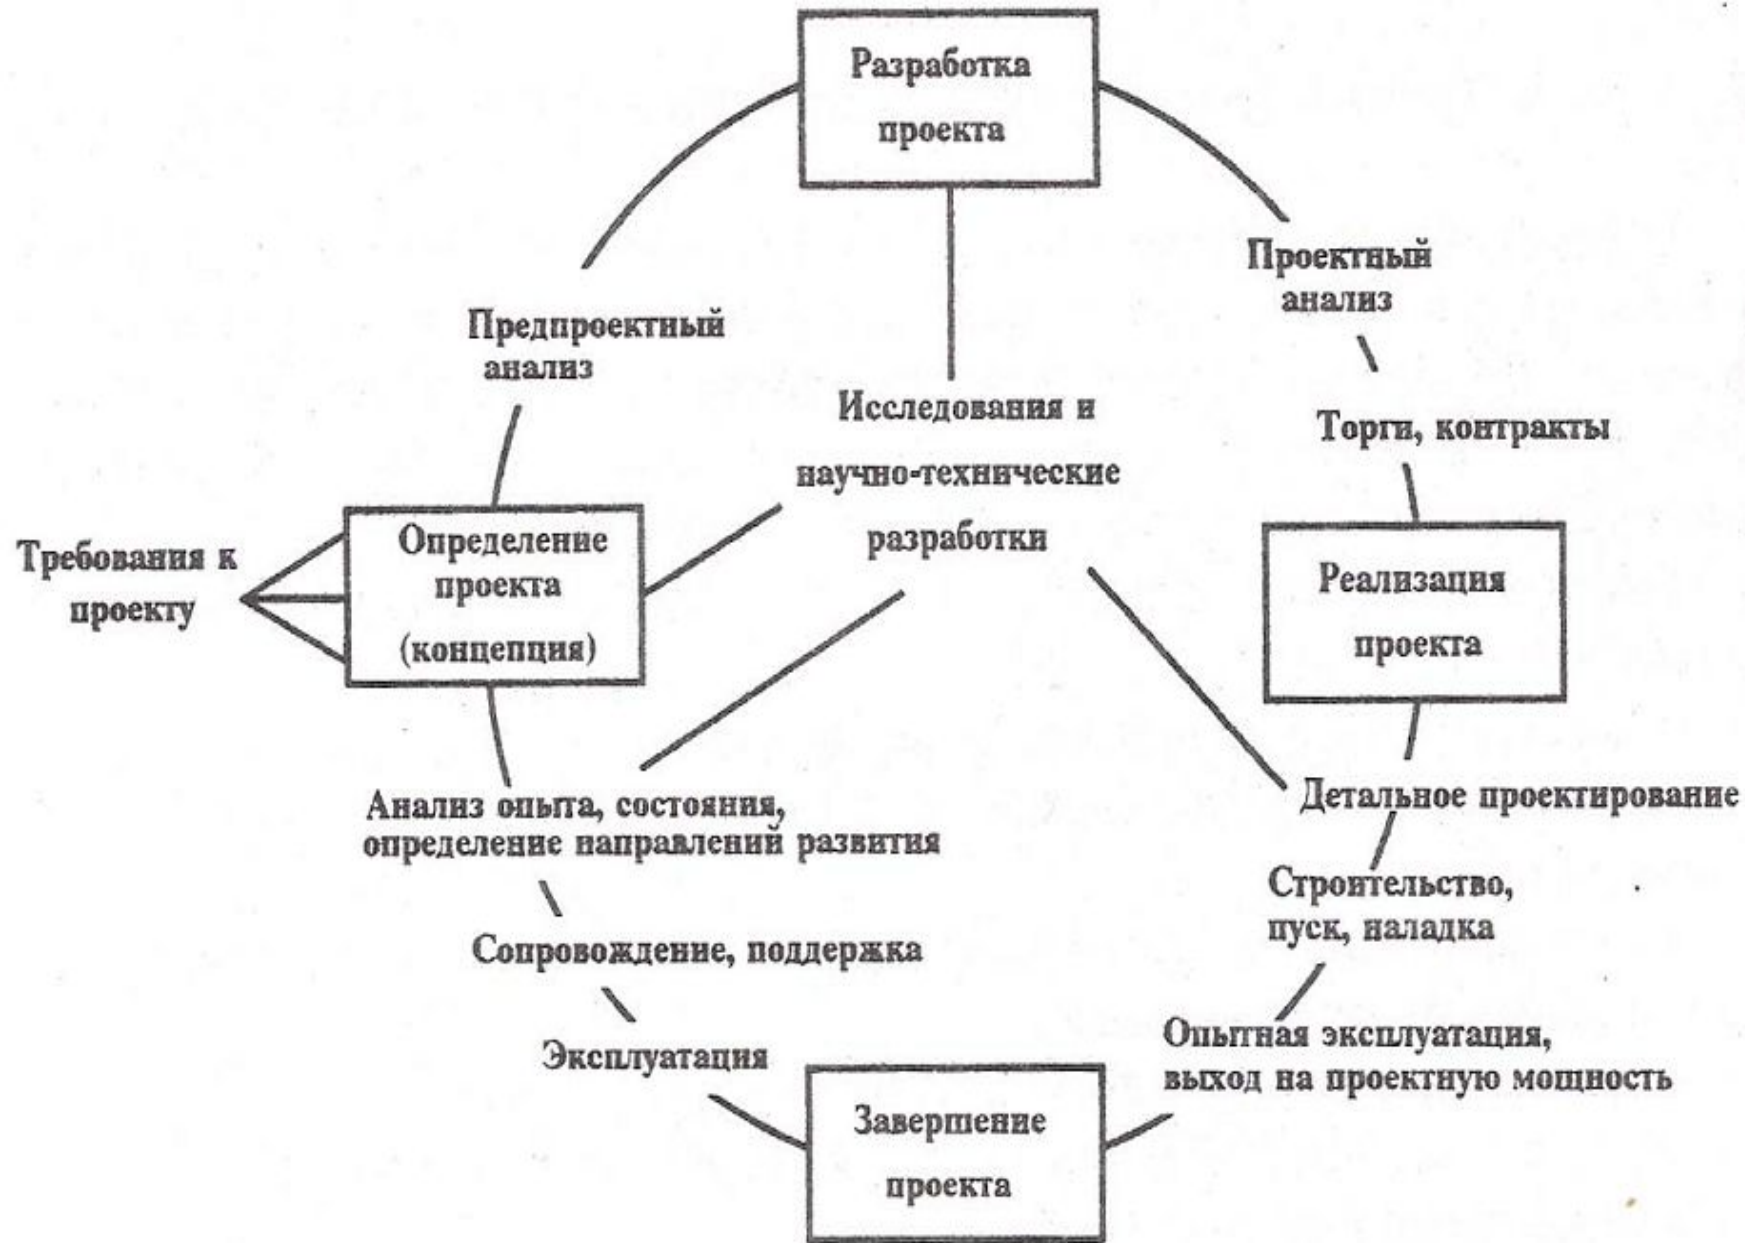 Разработка
проекта
Проектный
анализ
Предпроектный
анализ
Исследования и
научно-технические
разработки
Торги, контракты
Требования к
проекту
Определение
проекта
(концепция)
Реализация
проекта
Анализ опыта, состояния,
определение направлений развития
Детальное проектирование
Строительство,
пуск, наладка
Сопровождение, поддержка
Эксплуатация
Опытная эксплуатация,
выход на проектную мощность
Завершение
проекта